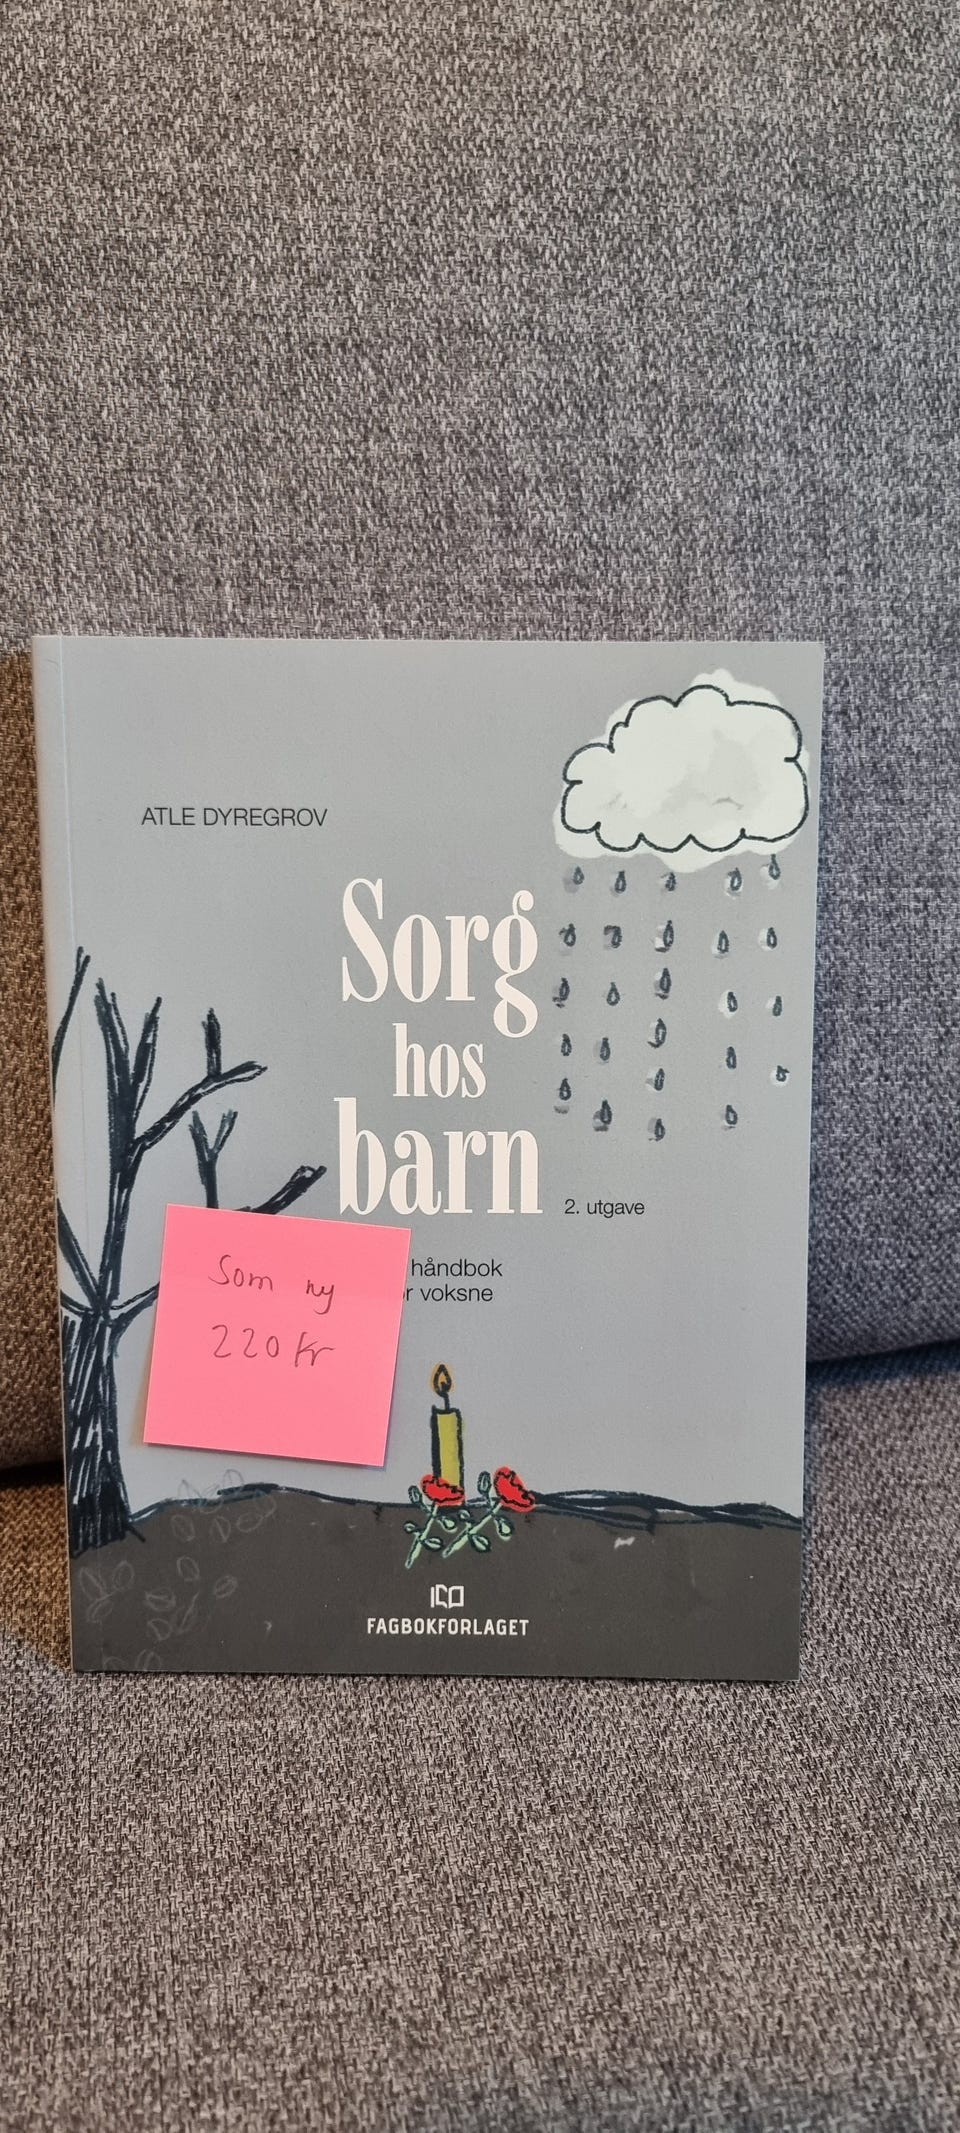 ATLE DYREGROV
Sorg
hos
barn
2. utgave
håndbok
voksne
Som ny
220 kr
FAGBOKFORLAGET